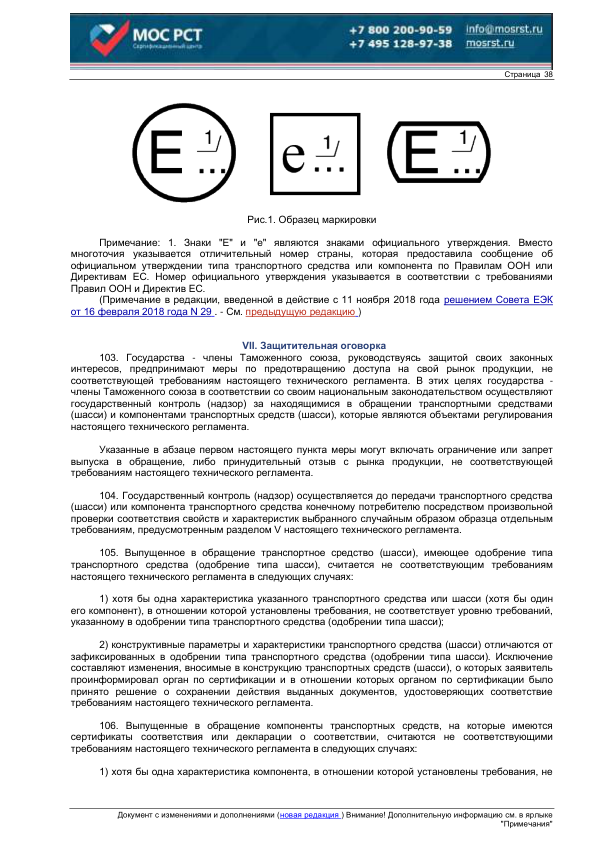 МОС РСТ
Сертификационный центр
+7 800 200-90-59 info@mosrst.ru
+7 495 128-97-38 mosrst.ru
Страница 38
E 1/ ... e 1/ ... E 1/ ...
Рис.1. Образец маркировки
Примечание: 1. Знаки "E" и "e" являются знаками официального утверждения. Вместо
многоточия указывается отличительный номер страны, которая предоставила сообщение об
официальном утверждении типа транспортного средства или компонента по Правилам ООН или
Директивам ЕС. Номер официального утверждения указывается в соответствии с требованиями
Правил ООН и Директив ЕС.
(Примечание в редакции, введенной в действие с 11 ноября 2018 года решением Совета ЕЭК
от 16 февраля 2018 года N 29 . - См. предыдущую редакцию )
VII. Защитительная оговорка
103. Государства - члены Таможенного союза, руководствуясь защитой своих законных
интересов, предпринимают меры по предотвращению доступа на свой рынок продукции, не
соответствующей требованиям настоящего технического регламента. В этих целях государства -
члены Таможенного союза в соответствии со своим национальным законодательством осуществляют
государственный контроль (надзор) за находящимися в обращении транспортными средствами
(шасси) и компонентами транспортных средств (шасси), которые являются объектами регулирования
настоящего технического регламента.
Указанные в абзаце первом настоящего пункта меры могут включать ограничение или запрет
выпуска в обращение, либо принудительный отзыв с рынка продукции, не соответствующей
требованиям настоящего технического регламента.
104. Государственный контроль (надзор) осуществляется до передачи транспортного средства
(шасси) или компонента транспортного средства конечному потребителю посредством произвольной
проверки соответствия свойств и характеристик выбранного случайным образом образца отдельным
требованиям, предусмотренным разделом V настоящего технического регламента.
105. Выпущенное в обращение транспортное средство (шасси), имеющее одобрение типа
транспортного средства (одобрение типа шасси), считается не соответствующим требованиям
настоящего технического регламента в следующих случаях:
1) хотя бы одна характеристика указанного транспортного средства или шасси (хотя бы один
его компонент), в отношении которой установлены требования, не соответствует уровню требований,
указанному в одобрении типа транспортного средства (одобрении типа шасси);
2) конструктивные параметры и характеристики транспортного средства (шасси) отличаются от
зафиксированных в одобрении типа транспортного средства (одобрении типа шасси). Исключение
составляют изменения, вносимые в конструкцию транспортных средств (шасси), о которых заявитель
проинформировал орган по сертификации и в отношении которых органом по сертификации было
принято решение о сохранении действия выданных документов, удостоверяющих соответствие
требованиям настоящего технического регламента.
106. Выпущенные в обращение компоненты транспортных средств, на которые имеются
сертификаты соответствия или декларации о соответствии, считаются не соответствующими
требованиям настоящего технического регламента в следующих случаях:
1) хотя бы одна характеристика компонента, в отношении которой установлены требования, не
Документ с изменениями и дополнениями (новая редакция ) Внимание! Дополнительную информацию см. в ярлыке
"Примечания"